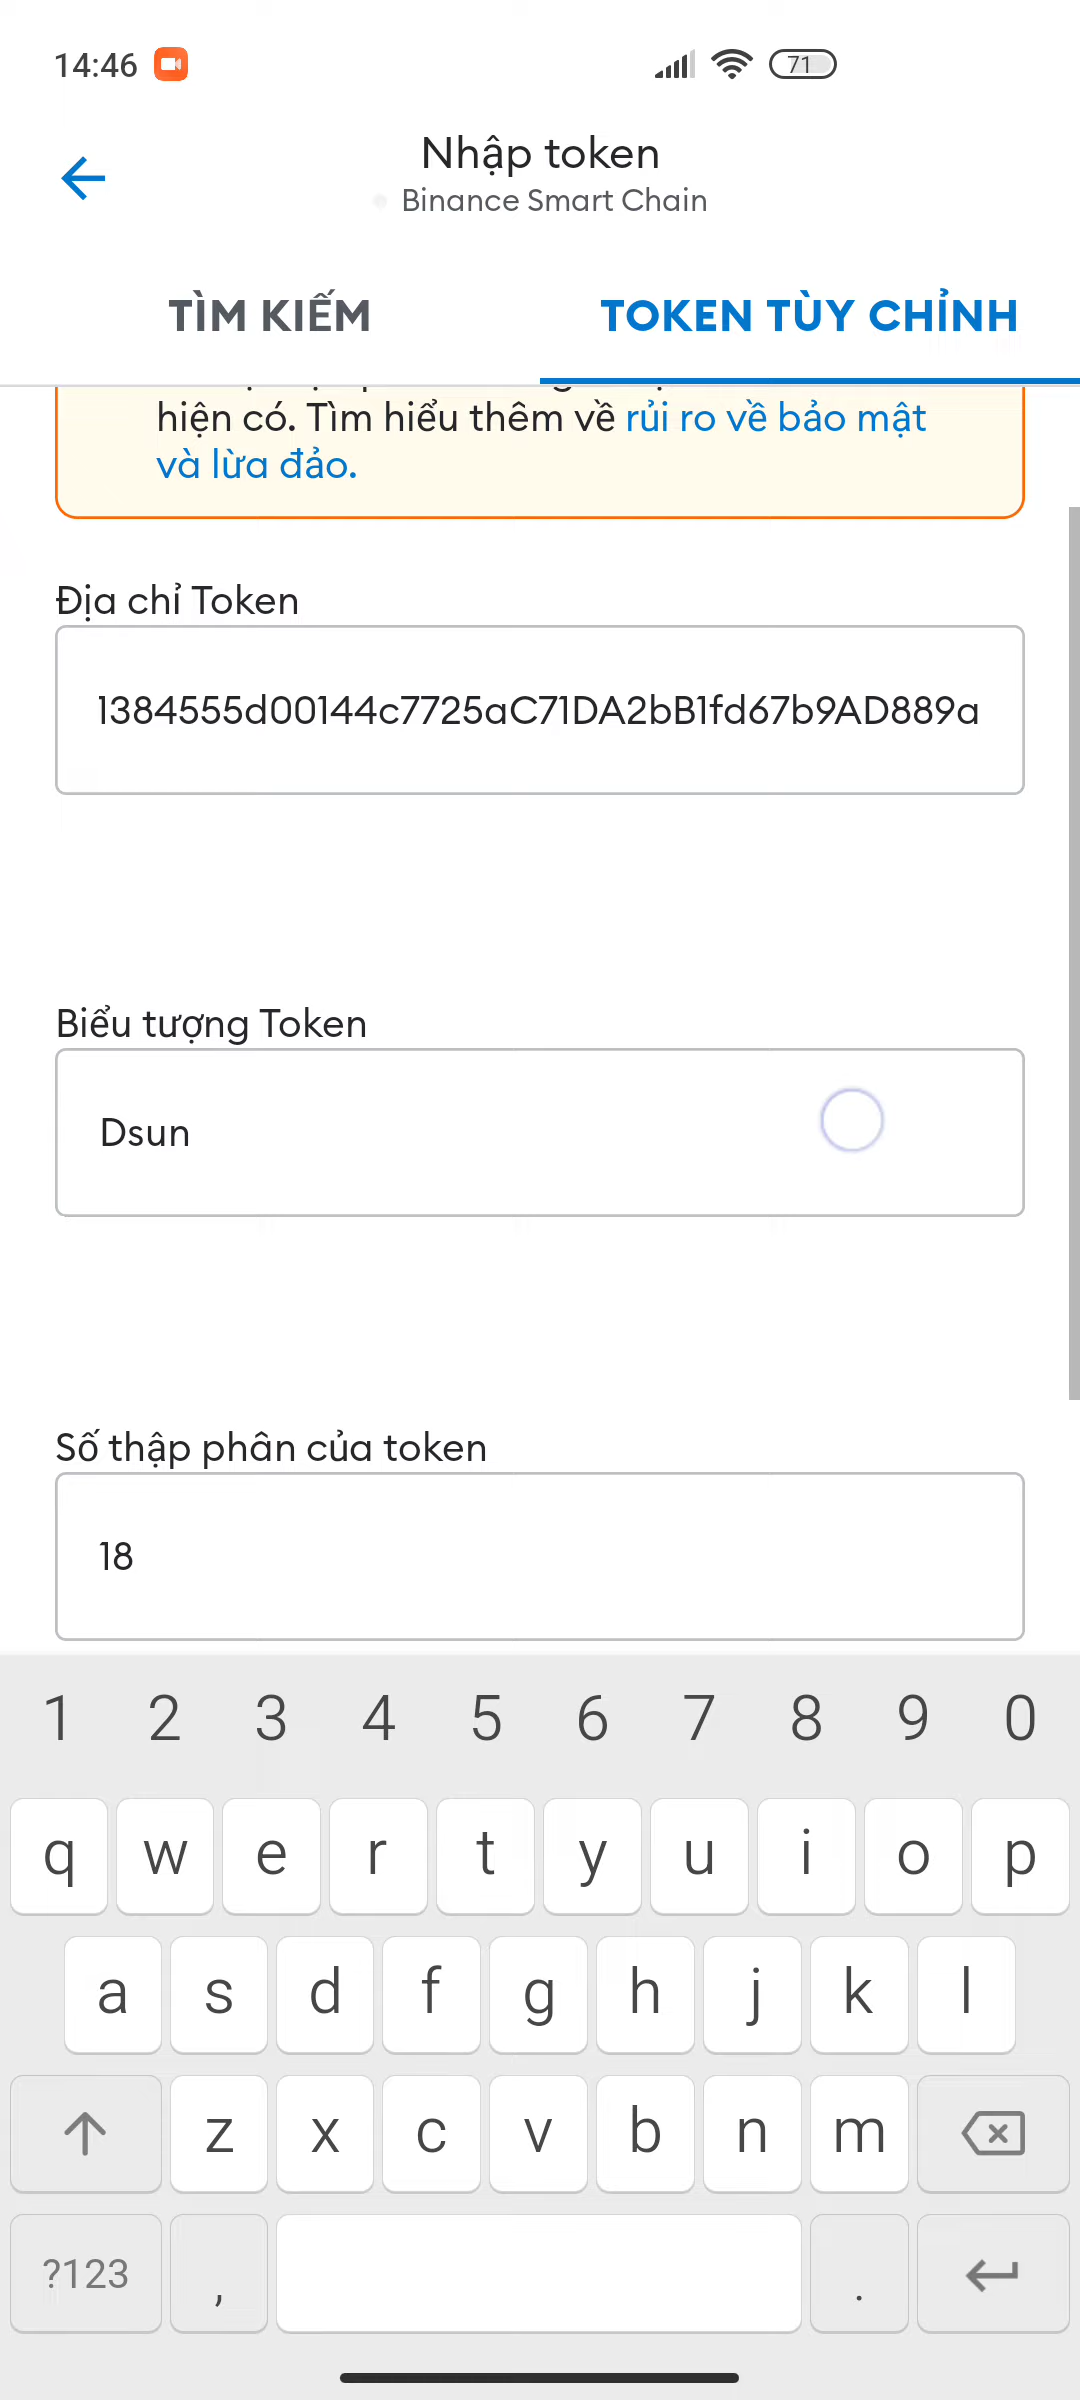 14:46
71
Nhập token
Binance Smart Chain
TÌM KIẾM
TOKEN TÙY CHỈNH
hiện có. Tìm hiểu thêm về rủi ro về bảo mật
và lừa đảo.
Địa chỉ Token
1384555d00144c7725aC71DA2bB1fd67b9AD889a
Biểu tượng Token
Dsun
Số thập phân của token
18
1 2 3 4 5 6 7 8 9 0
q w e r t y u i o p
a s d f g h j k l
z x c v b n m
?123 , .